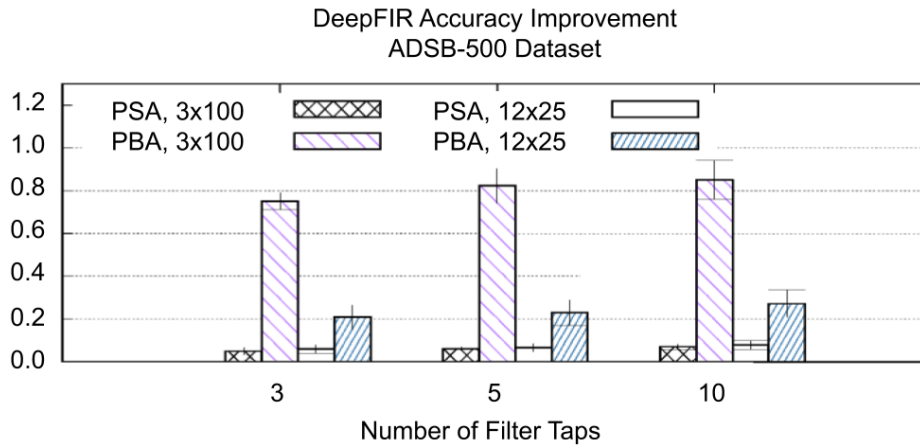 DeepFIR Accuracy Improvement
ADSB-500 Dataset
1.2
1.0
0.8
0.6
0.4
0.2
0.0
PSA, 3x100
PSA, 12x25
PBA, 3x100
PBA, 12x25
3
5
10
Number of Filter Taps